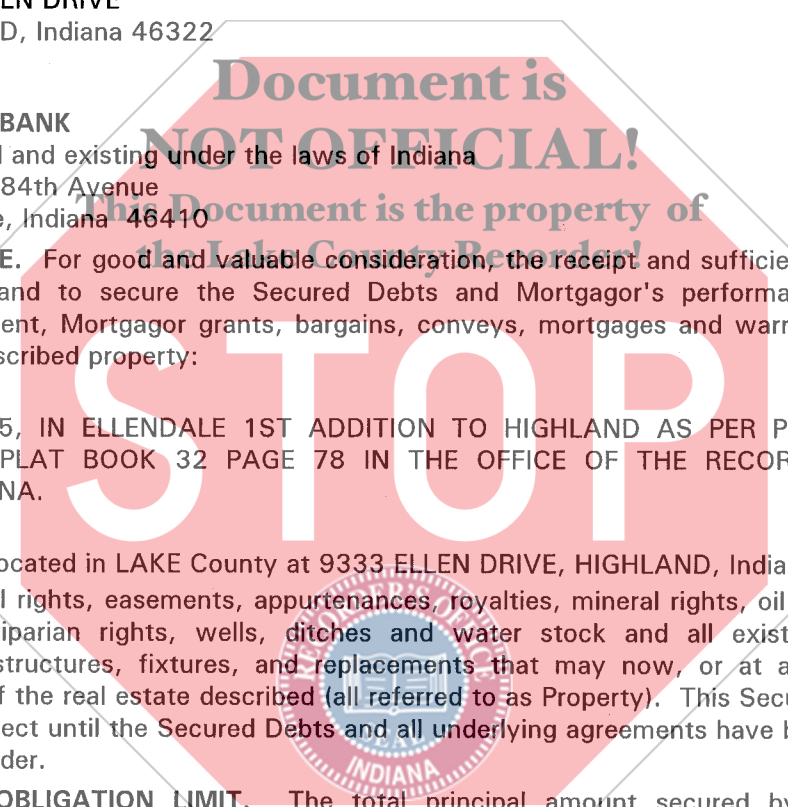 EN DRIVE
D, Indiana 46322
Document is
BANK
NOT OFFICIAL!
and existing under the laws of Indiana
84th Avenue
This Document is the property of
e, Indiana 46410
the Lake County Recorder!
E. For good and valuable consideration, the receipt and sufficie
and to secure the Secured Debts and Mortgagor's performa
ent, Mortgagor grants, bargains, conveys, mortgages and warr
scribed property:
STOP
5, IN ELLENDALE 1ST ADDITION TO HIGHLAND AS PER P
PLAT BOOK 32 PAGE 78 IN THE OFFICE OF THE RECOR
NA.
ocated in LAKE County at 9333 ELLEN DRIVE, HIGHLAND, India
l rights, easements, appurtenances, royalties, mineral rights, oil
iparian rights, wells, ditches and water stock and all exist
structures, fixtures, and replacements that may now, or at a
f the real estate described (all referred to as Property). This Secu
ect until the Secured Debts and all underlying agreements have b
der.
RECORDER'S OFFICE
SEAL
INDIANA
OBLIGATION LIMIT. The total principal amount secured by